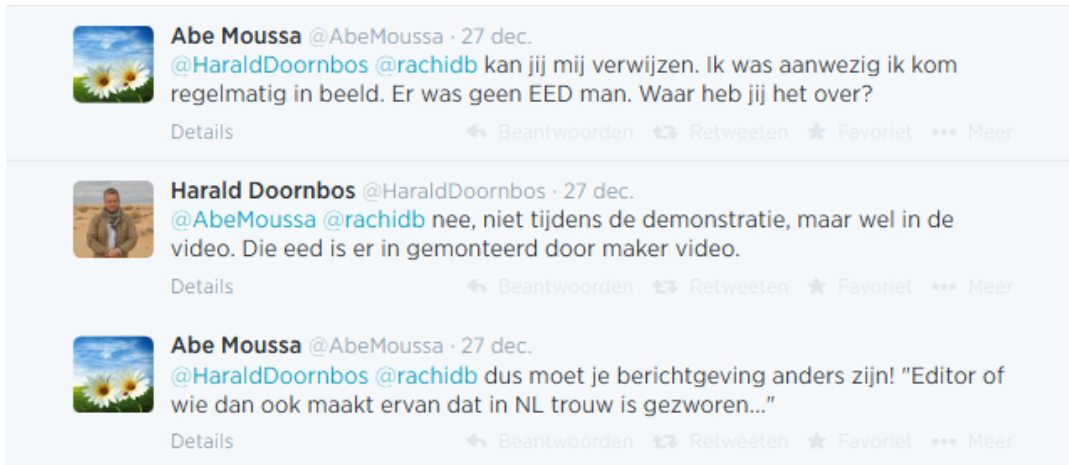 Abe Moussa @AbeMoussa · 27 dec.
@HaraldDoornbos @rachidb kan jij mij verwijzen. Ik was aanwezig ik kom
regelmatig in beeld. Er was geen EED man. Waar heb jij het over?
Details Beantwoorden Retweeten Favoriet Meer
Harald Doornbos @HaraldDoornbos · 27 dec.
@AbeMoussa @rachidb nee, niet tijdens de demonstratie, maar wel in de
video. Die eed is er in gemonteerd door maker video.
Details Beantwoorden Retweeten Favoriet Meer
Abe Moussa @AbeMoussa · 27 dec.
@HaraldDoornbos @rachidb dus moet je berichtgeving anders zijn! "Editor of
wie dan ook maakt ervan dat in NL trouw is gezworen..."
Details Beantwoorden Retweeten Favoriet Meer